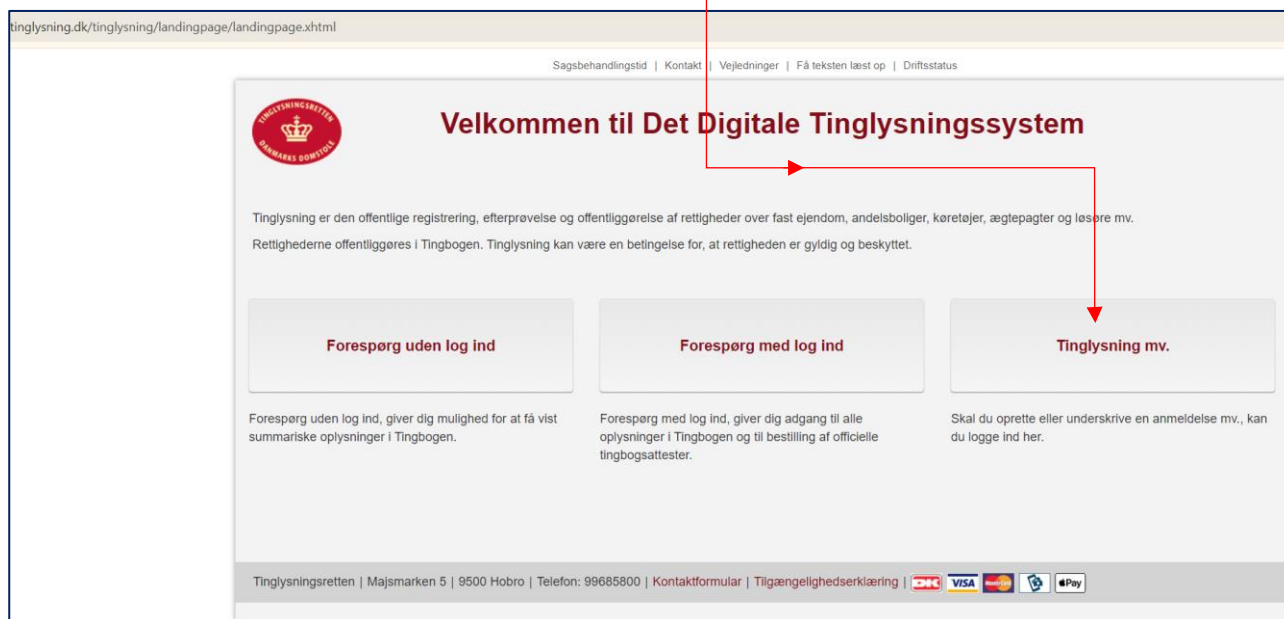 tinglysning.dk/tinglysning/landingpage/landingpage.xhtml
Sagsbehandlingstid | Kontakt | Vejledninger | Få teksten læst op | Driftsstatus
TINGLYSNINGSRETTEN
DANMARKS DOMSTOLE
Velkommen til Det Digitale Tinglysningssystem
Tinglysning er den offentlige registrering, efterprøvelse og offentliggørelse af rettigheder over fast ejendom, andelsboliger, køretøjer, ægtepagter og løsøre mv.
Rettighederne offentliggøres i Tingbogen. Tinglysning kan være en betingelse for, at rettigheden er gyldig og beskyttet.
Forespørg uden log ind
Forespørg uden log ind, giver dig mulighed for at få vist
summariske oplysninger i Tingbogen.
Forespørg med log ind
Forespørg med log ind, giver dig adgang til alle
oplysninger i Tingbogen og til bestilling af officielle
tingbogsattester.
Tinglysning mv.
Skal du oprette eller underskrive en anmeldelse mv., kan
du logge ind her.
Tinglysningsretten | Majsmarken 5 | 9500 Hobro | Telefon: 99685800 | Kontaktformular | Tilgængelighedserklæring | DK VISA MasterCard Pay